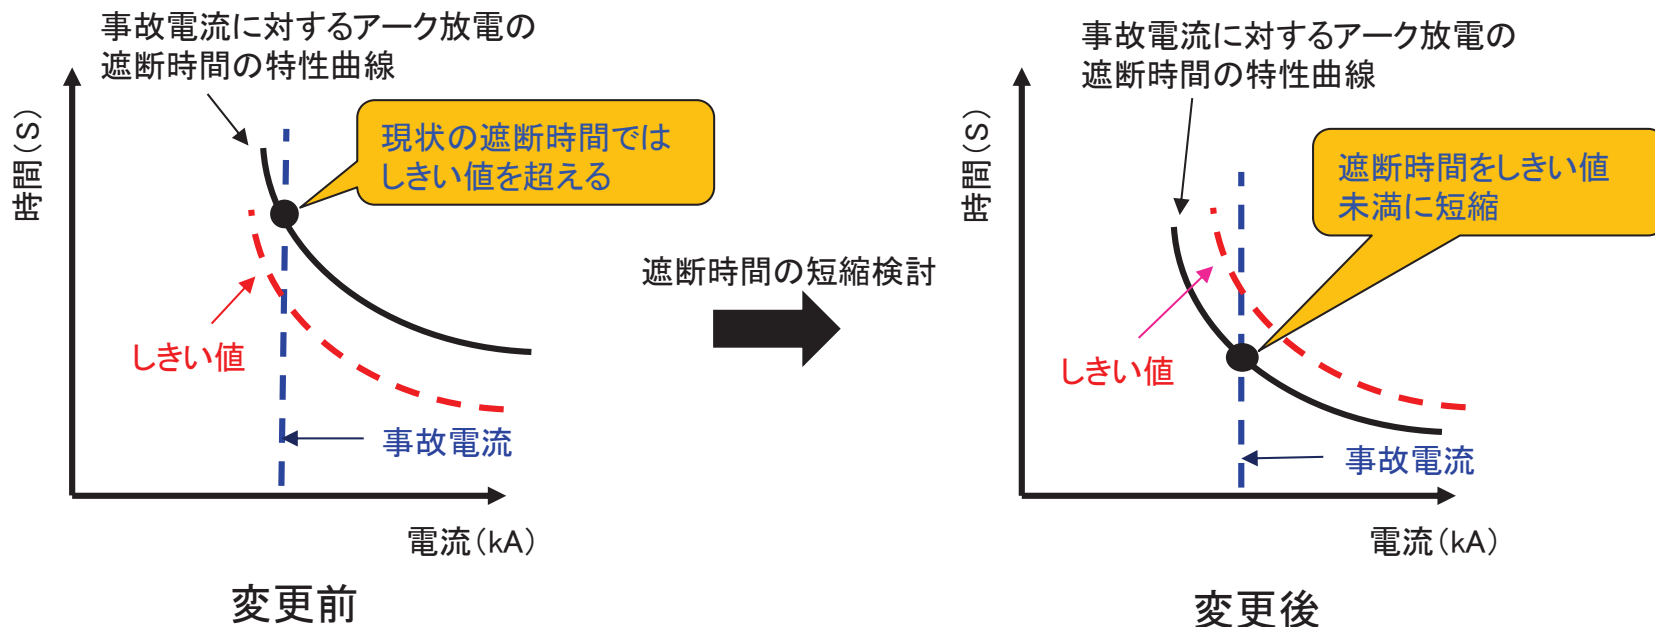 事故電流に対するアーク放電の
遮断時間の特性曲線
時間(S)
現状の遮断時間では
しきい値を超える
しきい値
事故電流
電流(kA)
変更前
遮断時間の短縮検討
事故電流に対するアーク放電の
遮断時間の特性曲線
時間(S)
遮断時間をしきい値
未満に短縮
しきい値
事故電流
電流(kA)
変更後